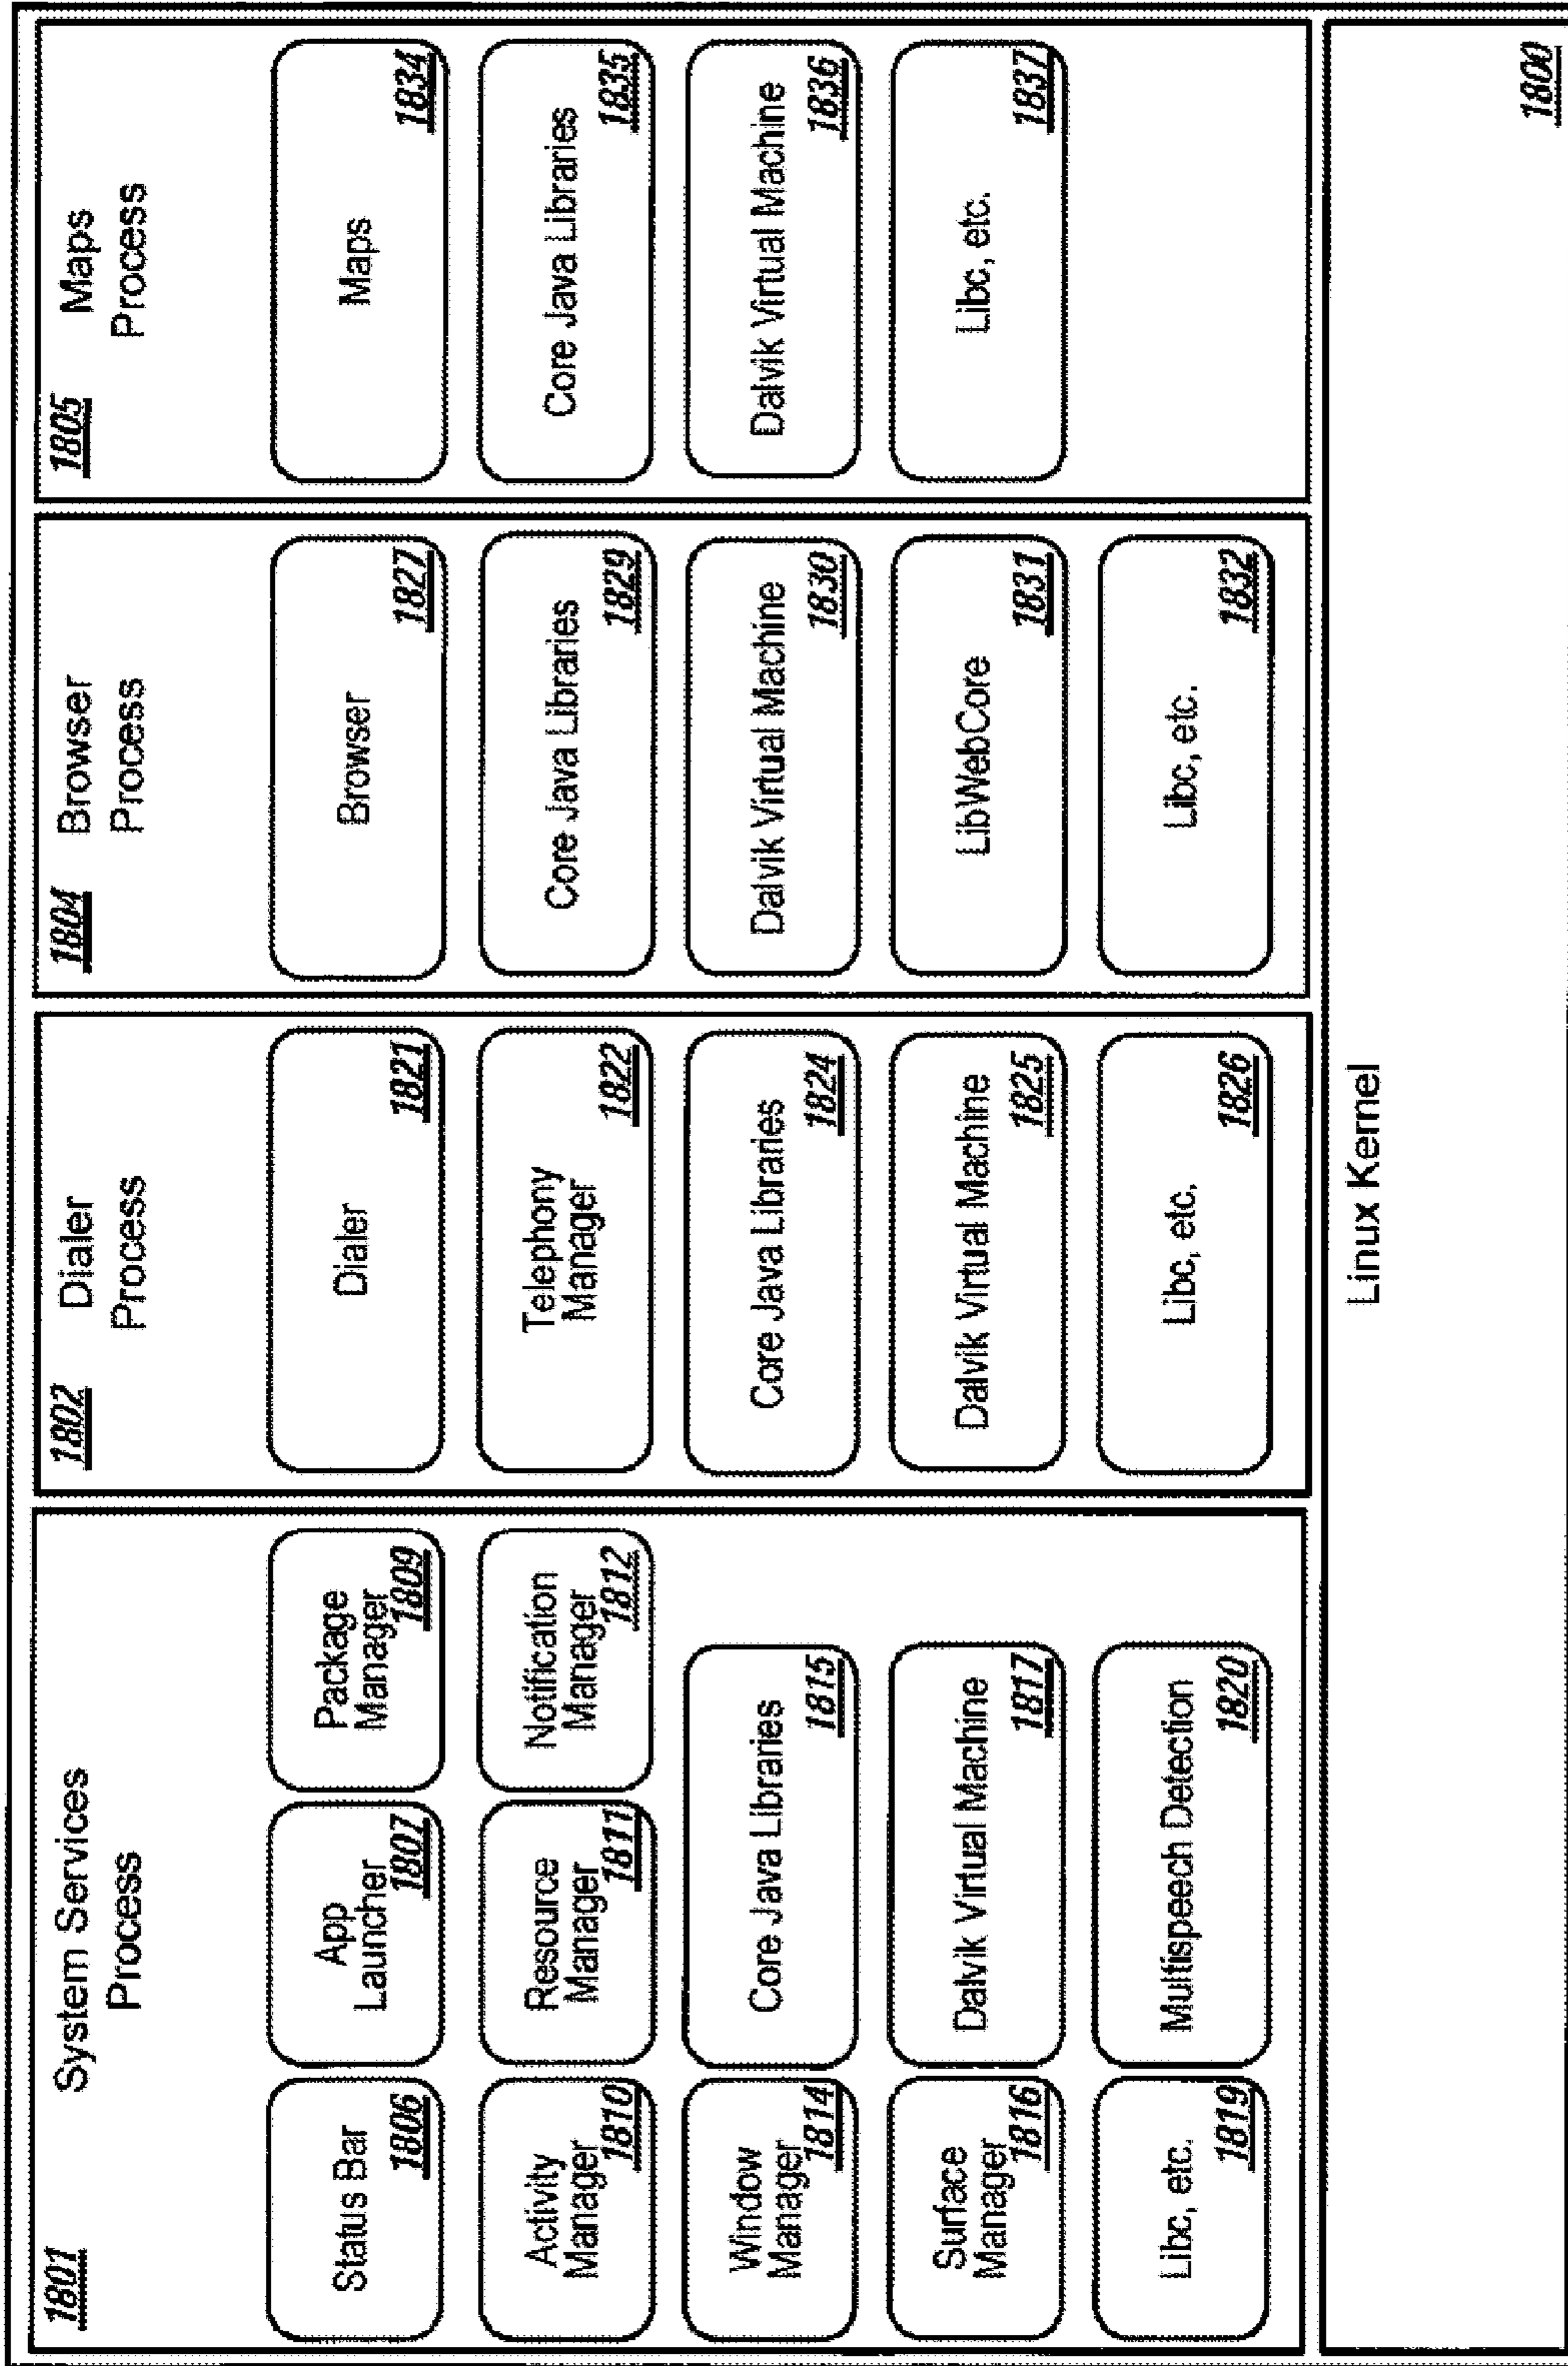 1801
System Services
Process
Status Bar
1806
App
Launcher
1807
Package
Manager
1809
Activity
Manager
1810
Resource
Manager
1811
Notification
Manager
1812
Window
Manager
1814
Core Java Libraries
1815
Surface
Manager
1816
Dalvik Virtual Machine
1817
Libc, etc.
1819
Multispeech Detection
1820
1802
Dialer
Process
Dialer
1821
Telephony
Manager
1822
Core Java Libraries
1824
Dalvik Virtual Machine
1825
Libc, etc.
1826
1804
Browser
Process
Browser
1827
Core Java Libraries
1829
Dalvik Virtual Machine
1830
LibWebCore
1831
Libc, etc.
1832
1805
Maps
Process
Maps
1834
Core Java Libraries
1835
Dalvik Virtual Machine
1836
Libc, etc.
1837
Linux Kernel
1800